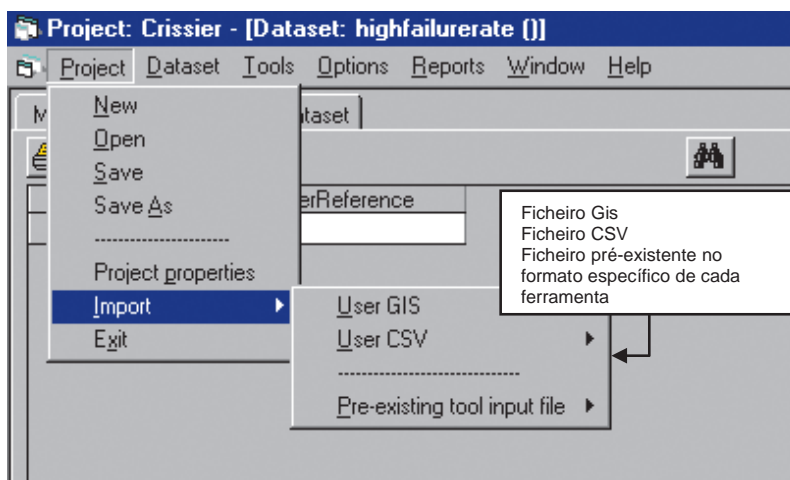 Project: Crissier - [Dataset: highfailurerate ()]
Project Dataset Tools Options Reports Window Help
New
Open
Save
Save As
-----------------------
Project properties
Import
Exit
User GIS
User CSV
-----------------------
Pre-existing tool input file
Ficheiro Gis
Ficheiro CSV
Ficheiro pré-existente no
formato específico de cada
ferramenta